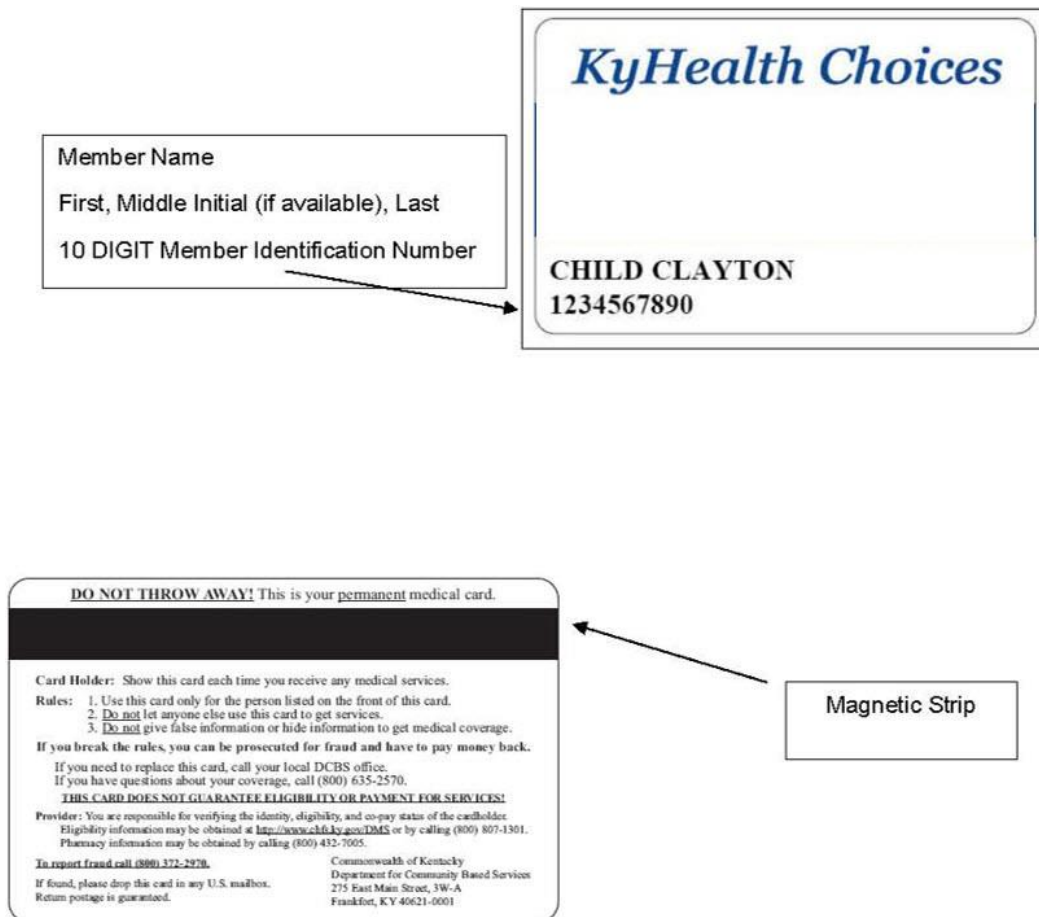 KyHealth Choices
Member Name
First, Middle Initial (if available), Last
10 DIGIT Member Identification Number
CHILD CLAYTON
1234567890
DO NOT THROW AWAY! This is your permanent medical card.
Card Holder: Show this card each time you receive any medical services.
Rules: 1. Use this card only for the person listed on the front of this card.
2. Do not let anyone else use this card to get services.
3. Do not give false information or hide information to get medical coverage.
If you break the rules, you can be prosecuted for fraud and have to pay money back.
If you need to replace this card, call your local DCBS office.
If you have questions about your coverage, call (800) 635-2570.
THIS CARD DOES NOT GUARANTEE ELIGIBILITY OR PAYMENT FOR SERVICES!
Provider: You are responsible for verifying the identity, eligibility, and co-pay status of the cardholder.
Eligibility information may be obtained at http://www.chfs.ky.gov/DMS or by calling (800) 807-1301.
Pharmacy information may be obtained by calling (800) 432-7005.
To report fraud call (800) 372-2970.
If found, please drop this card in any U.S. mailbox.
Return postage is guaranteed.
Commonwealth of Kentucky
Department for Community Based Services
275 East Main Street, 3W-A
Frankfort, KY 40621-0001
Magnetic Strip